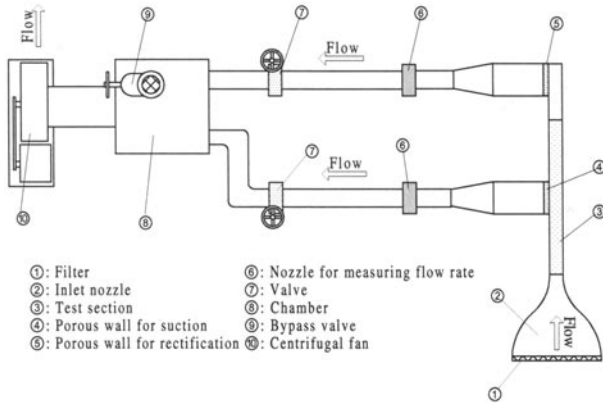 Flow
⑨
⑦
Flow
⑥
⑤
⑦
Flow
⑥
④
③
⑩
⑧
②
Flow
①
①: Filter
②: Inlet nozzle
③: Test section
④: Porous wall for suction
⑤: Porous wall for rectification
⑥: Nozzle for measuring flow rate
⑦: Valve
⑧: Chamber
⑨: Bypass valve
⑩: Centrifugal fan